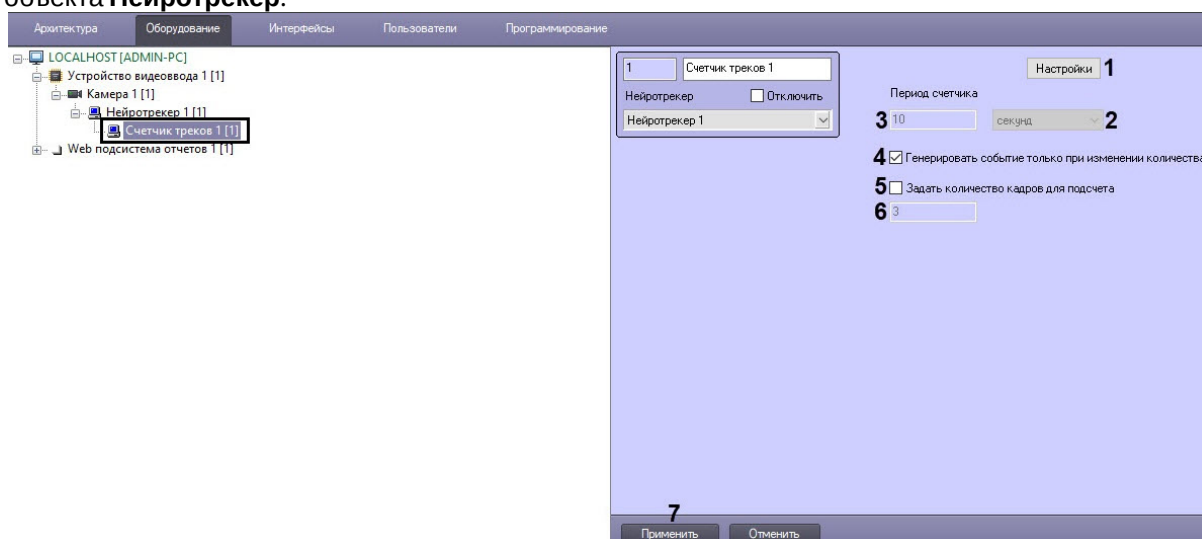 объекта Нейротрекер.
Архитектура Оборудование Интерфейсы Пользователи Программирование
LOCALHOST [ADMIN-PC]
Устройство видеоввода 1 [1]
Камера 1 [1]
Нейротрекер 1 [1]
Счетчик треков 1 [1]
Web подсистема отчетов 1 [1]
1 Счетчик треков 1
Нейротрекер Отключить
Нейротрекер 1
Настройки 1
Период счетчика
3 10 секунд 2
4 Генерировать событие только при изменении количества
5 Задать количество кадров для подсчета
6 3
7
Применить Отменить